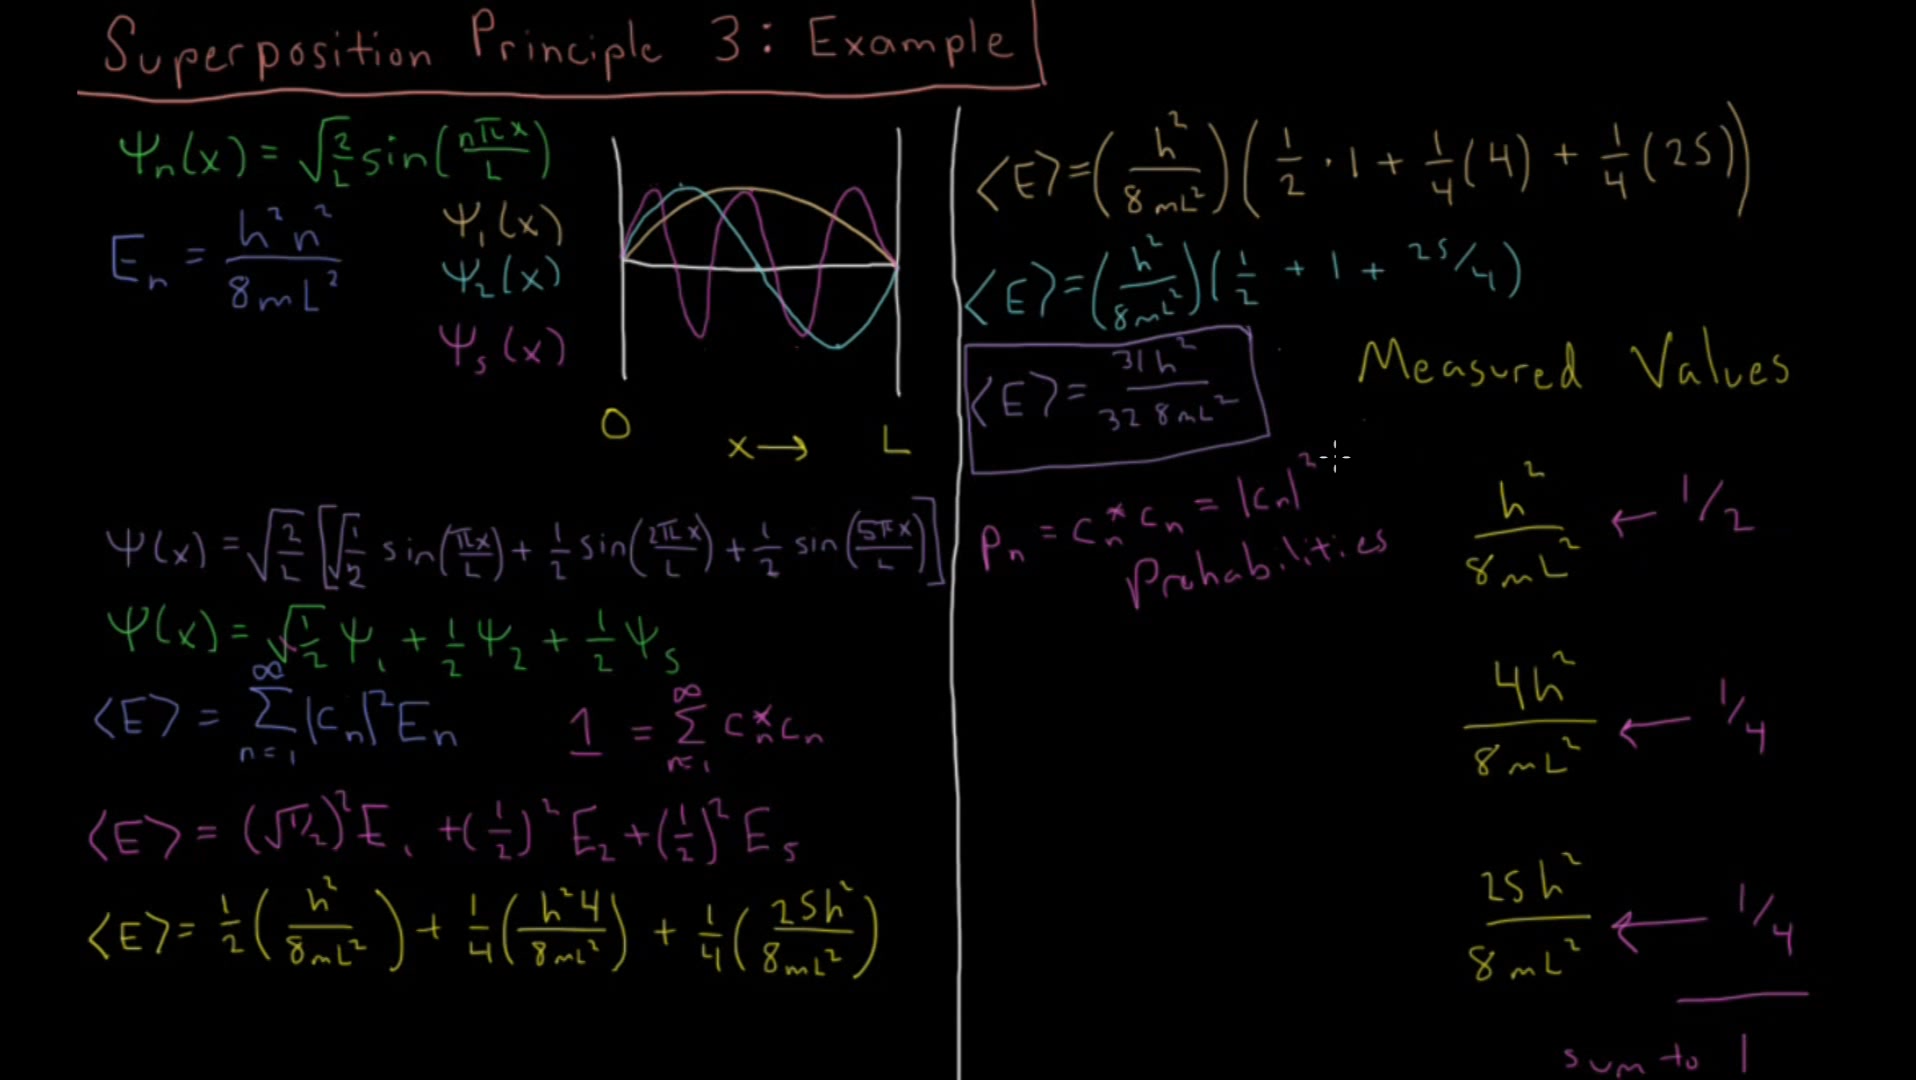 Superposition Principle 3: Example
Ψₙ(x) = √(2/L) sin(nπx/L)
Eₙ = h²n²/8mL²
Ψ₁(x)
Ψ₂(x)
Ψ₅(x)
0 x→ L
Ψ(x) = √(2/L) [√(1/2) sin(πx/L) + 1/2 sin(2πx/L) + 1/2 sin(5πx/L)]
Ψ(x) = √(1/2) Ψ₁ + 1/2 Ψ₂ + 1/2 Ψ₅
<E> = ∑ₙ₌₁^∞ |cₙ|² Eₙ 1 = ∑ₙ₌₁^∞ cₙ* cₙ
<E> = (√1/2)² E₁ + (1/2)² E₂ + (1/2)² E₅
<E> = 1/2 (h²/8mL²) + 1/4 (h²4/8mL²) + 1/4 (25h²/8mL²)
<E> = (h²/8mL²) (1/2 · 1 + 1/4 (4) + 1/4 (25))
<E> = (h²/8mL²) (1/2 + 1 + 25/4)
<E> = 31h²/32 8mL²
pₙ = cₙ* cₙ = |cₙ|²
Probabilities
Measured Values
h²/8mL² ← 1/2
4h²/8mL² ← 1/4
25h²/8mL² ← 1/4
sum to 1